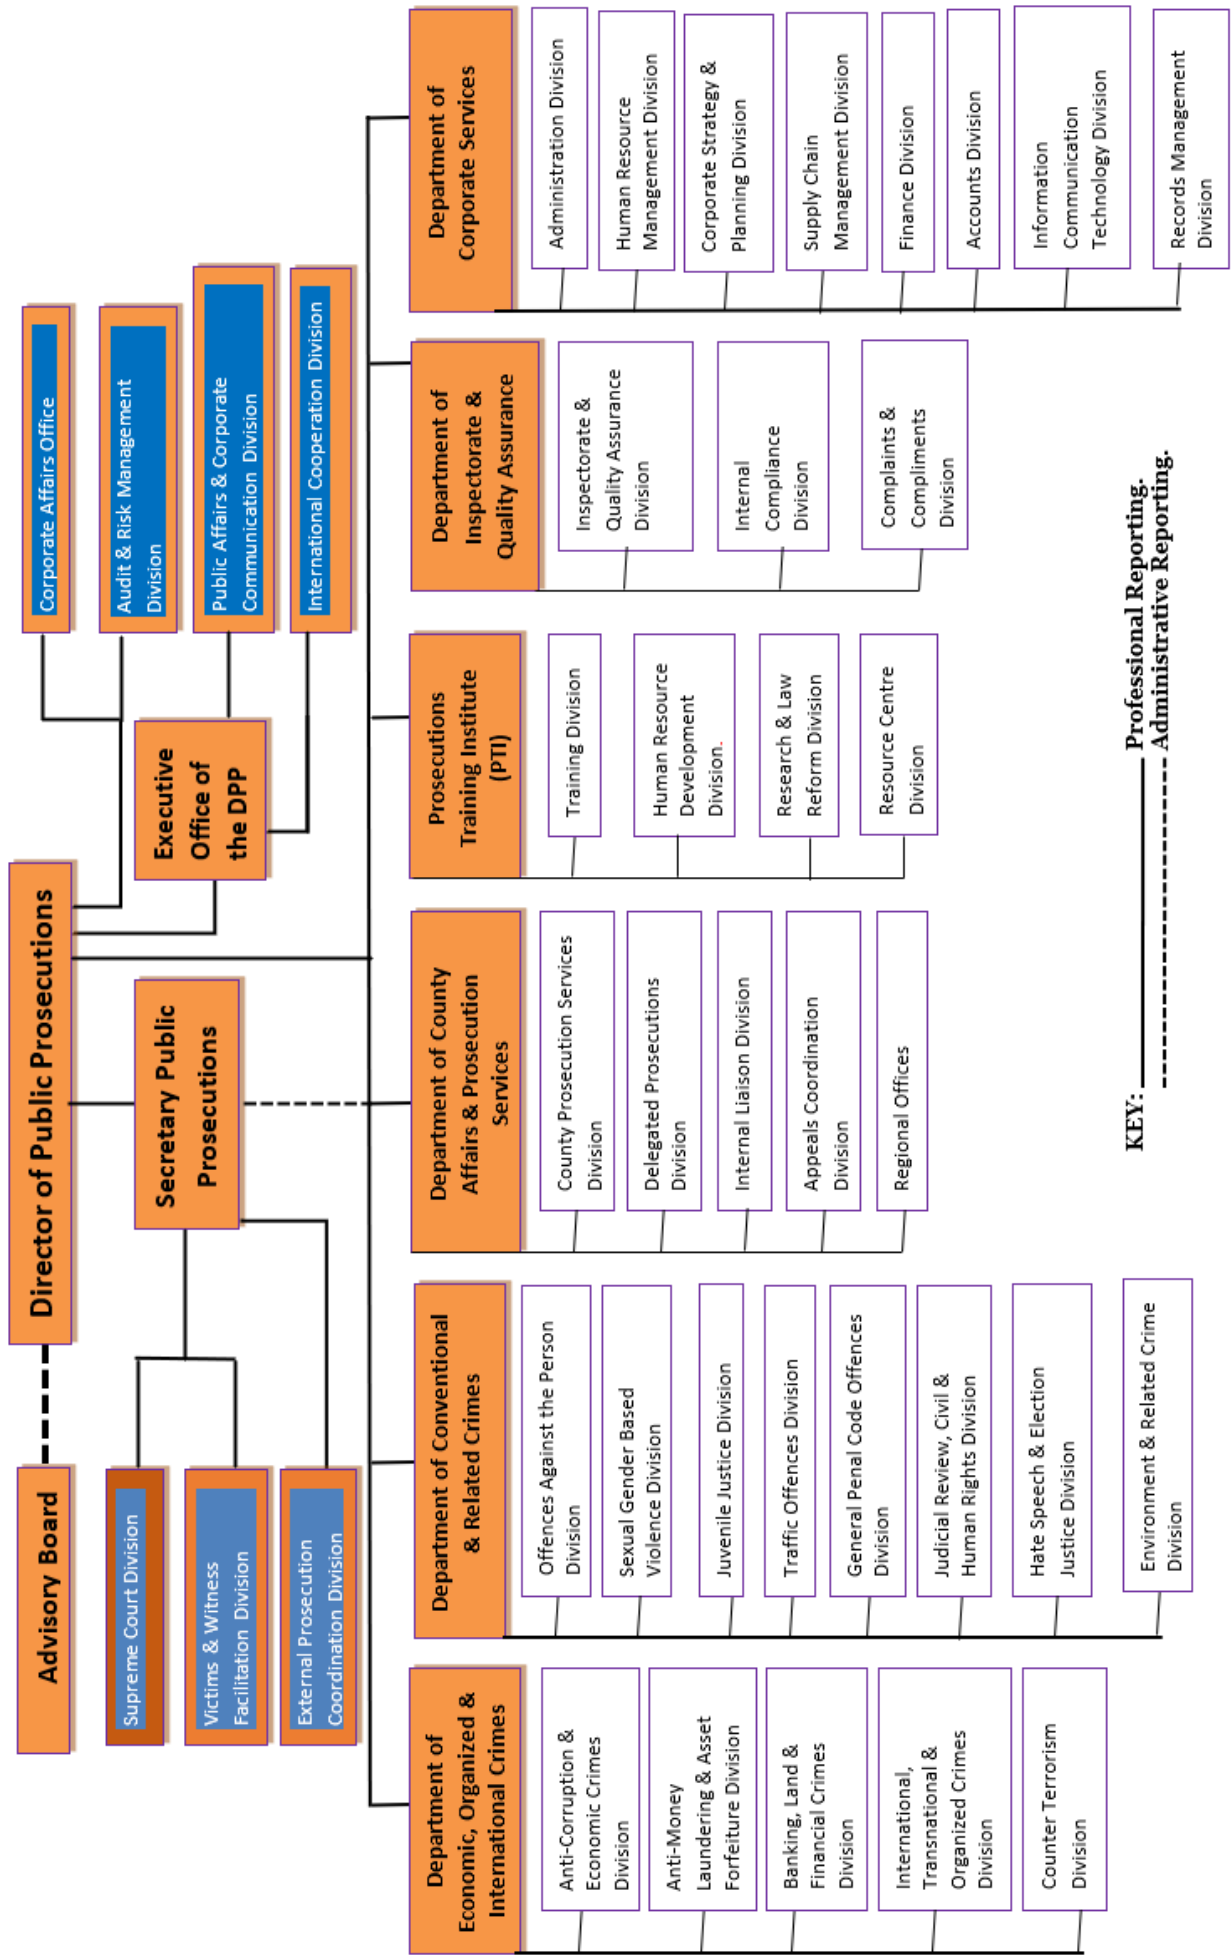 Advisory Board
Director of Public Prosecutions
Supreme Court Division
Victims & Witness
Facilitation Division
External Prosecution
Coordination Division
Secretary Public
Prosecutions
Executive
Office of
the DPP
Corporate Affairs Office
Audit & Risk Management
Division
Public Affairs & Corporate
Communication Division
International Cooperation Division
Department of
Economic, Organized &
International Crimes
Anti-Corruption &
Economic Crimes
Division
Anti-Money
Laundering & Asset
Forfeiture Division
Banking, Land &
Financial Crimes
Division
International,
Transnational &
Organized Crimes
Division
Counter Terrorism
Division
Department of Conventional
& Related Crimes
Offences Against the Person
Division
Sexual Gender Based
Violence Division
Juvenile Justice Division
Traffic Offences Division
General Penal Code Offences
Division
Judicial Review, Civil &
Human Rights Division
Hate Speech & Election
Justice Division
Environment & Related Crime
Division
Department of County
Affairs & Prosecution
Services
County Prosecution Services
Division
Delegated Prosecutions
Division
Internal Liaison Division
Appeals Coordination
Division
Regional Offices
Prosecutions
Training Institute
(PTI)
Training Division
Human Resource
Development
Division.
Research & Law
Reform Division
Resource Centre
Division
Department of
Inspectorate &
Quality Assurance
Inspectorate &
Quality Assurance
Division
Internal
Compliance
Division
Complaints &
Compliments
Division
Department of
Corporate Services
Administration Division
Human Resource
Management Division
Corporate Strategy &
Planning Division
Supply Chain
Management Division
Finance Division
Accounts Division
Information
Communication
Technology Division
Records Management
Division
KEY: Professional Reporting.
Administrative Reporting.